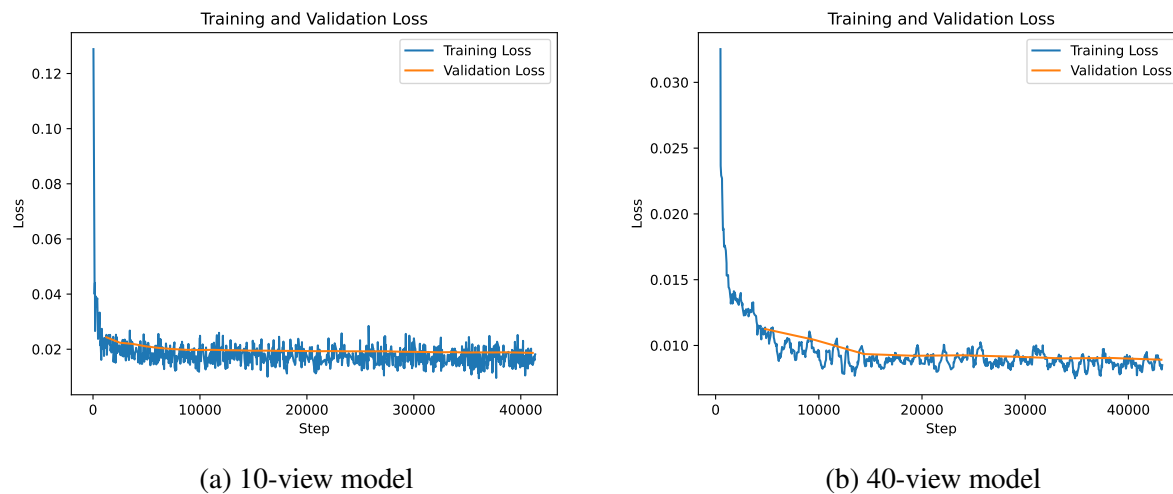 Training and Validation Loss
Training Loss
Validation Loss
0.12
0.10
0.08
0.06
0.04
0.02
Loss
0
10000
20000
30000
40000
Step
(a) 10-view model
Training and Validation Loss
Training Loss
Validation Loss
0.030
0.025
0.020
0.015
0.010
Loss
0
10000
20000
30000
40000
Step
(b) 40-view model